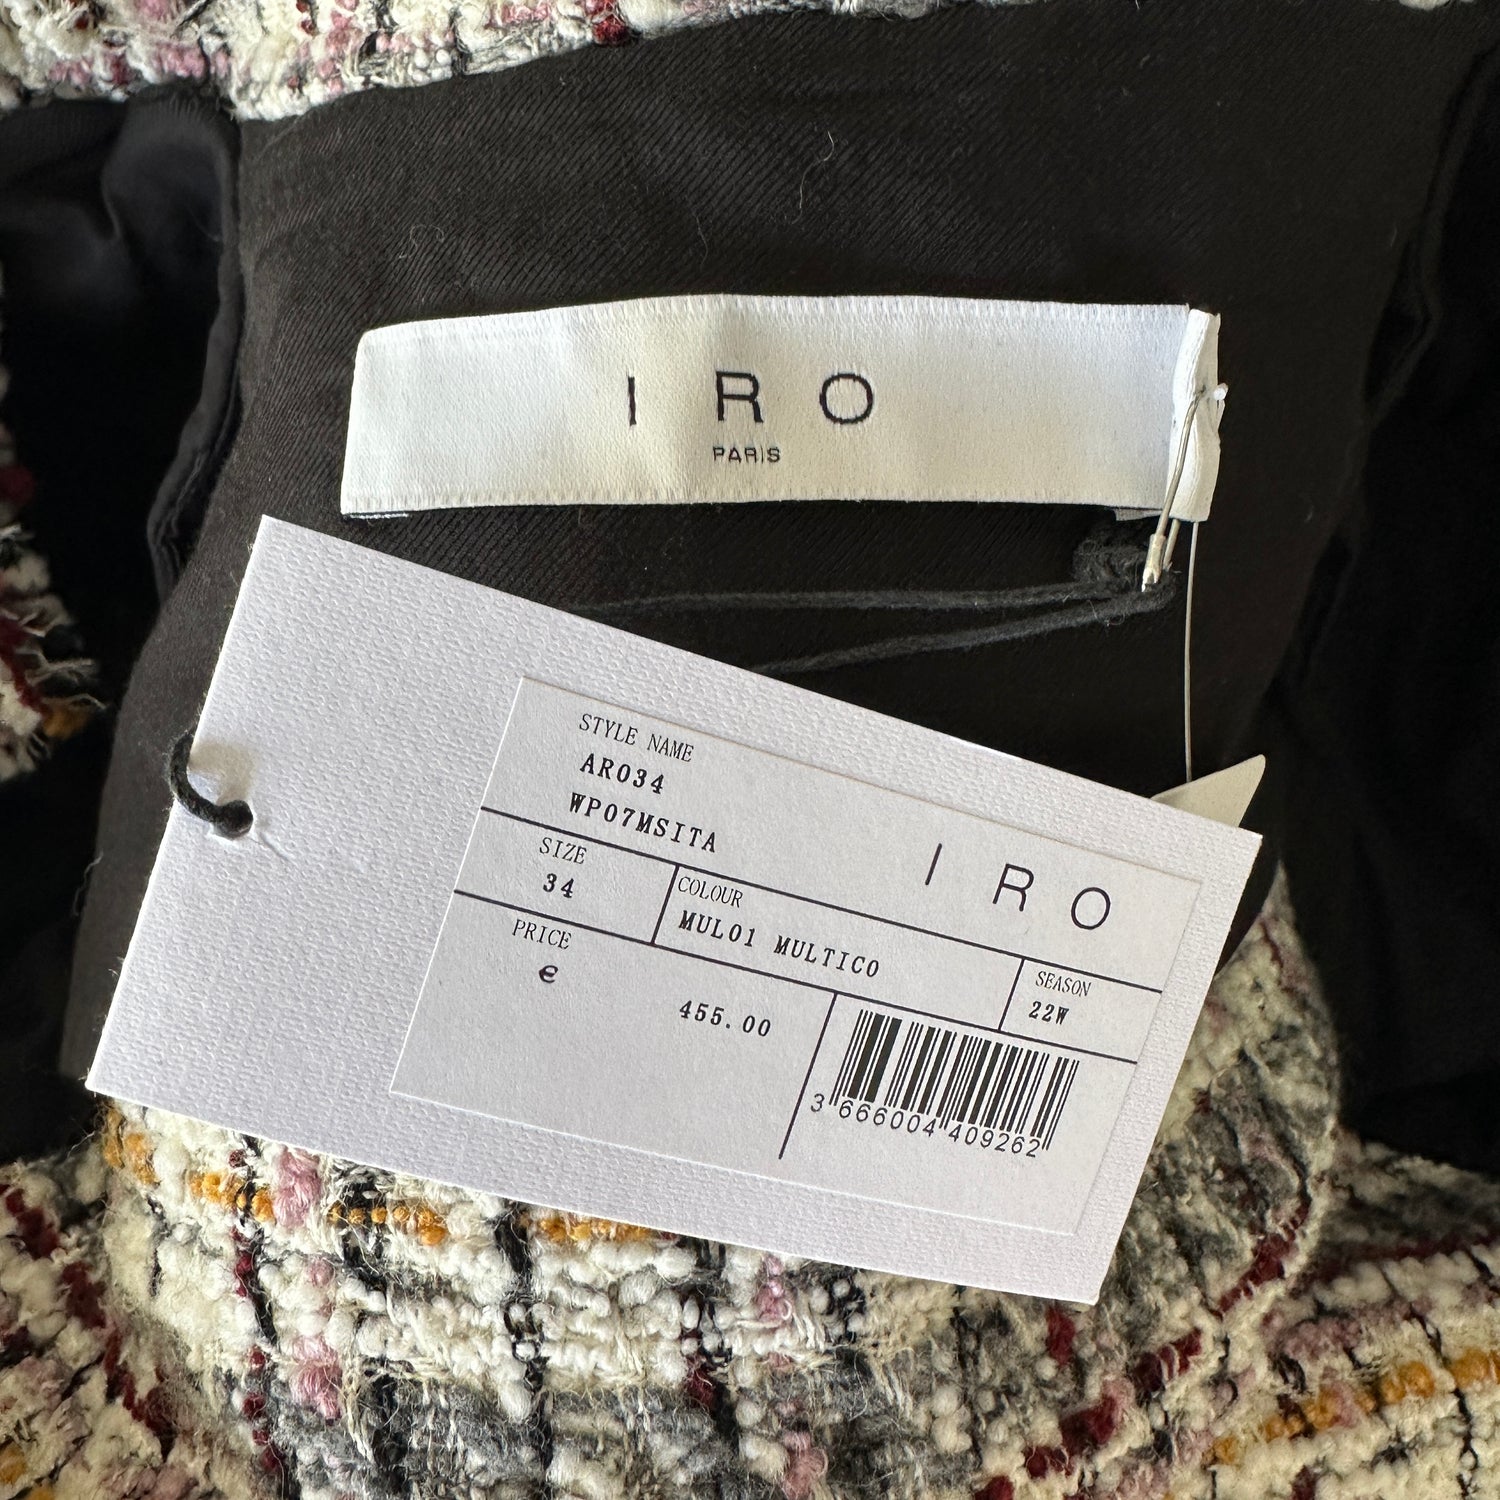 IRO
PARIS
STYLE NAME
AR034
WP07MSITA
IRO
SIZE
34
COLOUR
MUL01 MULTICO
SEASON
22W
PRICE
€
455.00
3 666004 409262